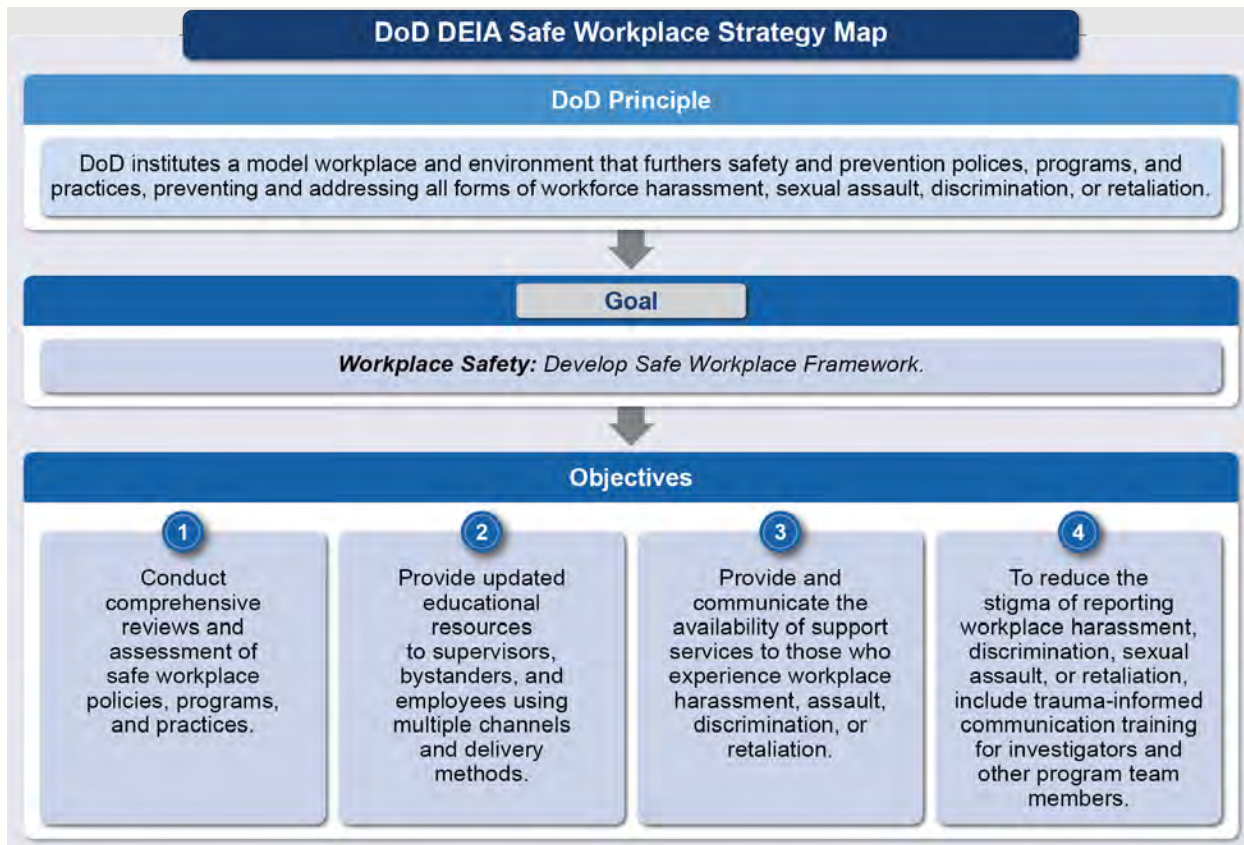 DoD DEIA Safe Workplace Strategy Map
DoD Principle
DoD institutes a model workplace and environment that furthers safety and prevention polices, programs, and
practices, preventing and addressing all forms of workforce harassment, sexual assault, discrimination, or retaliation.
Goal
Workplace Safety: Develop Safe Workplace Framework.
Objectives
1
Conduct
comprehensive
reviews and
assessment of
safe workplace
policies, programs,
and practices.
2
Provide updated
educational
resources
to supervisors,
bystanders, and
employees using
multiple channels
and delivery
methods.
3
Provide and
communicate the
availability of support
services to those who
experience workplace
harassment, assault,
discrimination, or
retaliation.
4
To reduce the
stigma of reporting
workplace harassment,
discrimination, sexual
assault, or retaliation,
include trauma-informed
communication training
for investigators and
other program team
members.